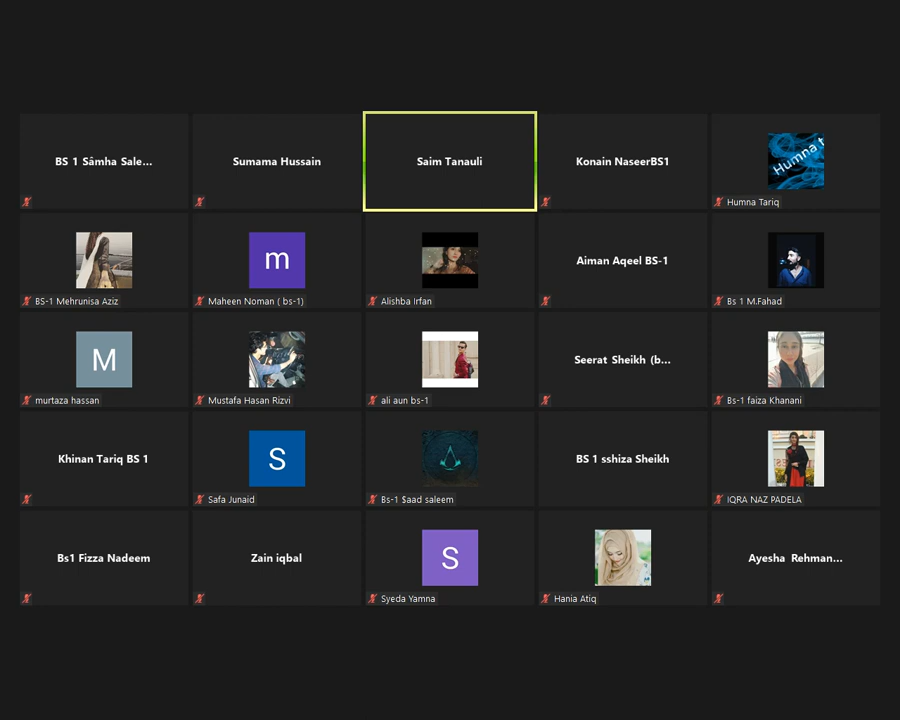 BS 1 Sâmha Sale...
Sumama Hussain
Saim Tanauli
Konain NaseerBS1
Humna t
Humna Tariq
BS-1 Mehrunisa Aziz
m
Maheen Noman ( bs-1)
Alishba Irfan
Aiman Aqeel BS-1
Bs 1 M.Fahad
M
murtaza hassan
Mustafa Hasan Rizvi
ali aun bs-1
Seerat Sheikh (b...
Bs-1 faiza Khanani
Khinan Tariq BS 1
S
Safa Junaid
Bs-1 $aad saleem
BS 1 sshiza Sheikh
IQRA NAZ PADELA
Bs1 Fizza Nadeem
Zain iqbal
S
Syeda Yamna
Hania Atiq
Ayesha Rehman...